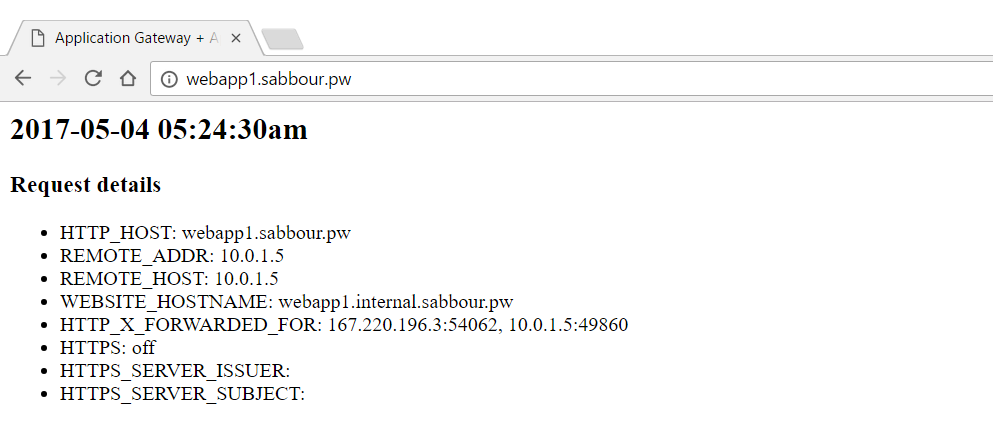 Application Gateway + A
webapp1.sabbour.pw
2017-05-04 05:24:30am
Request details
HTTP_HOST: webapp1.sabbour.pw
REMOTE_ADDR: 10.0.1.5
REMOTE_HOST: 10.0.1.5
WEBSITE_HOSTNAME: webapp1.internal.sabbour.pw
HTTP_X_FORWARDED_FOR: 167.220.196.3:54062, 10.0.1.5:49860
HTTPS: off
HTTPS_SERVER_ISSUER:
HTTPS_SERVER_SUBJECT: